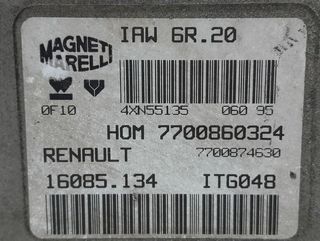 MAGNETI MARELLI
IAW 6R.20
0F10 4XN55135 060 95
HOM 7700860324
RENAULT 7700874630
16085.134 ITG048